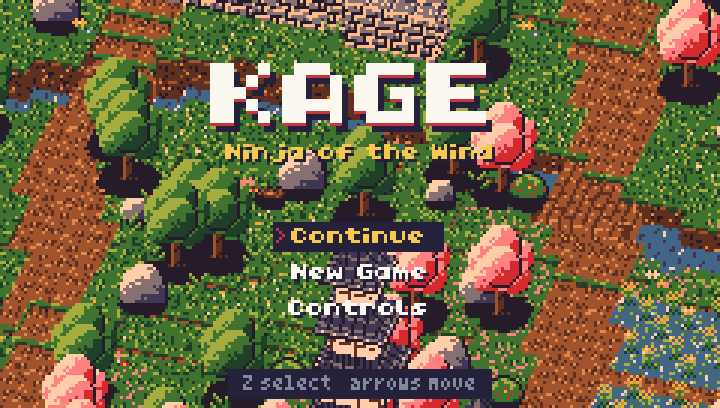 KAGE
Ninja of the Wind
Continue
New Game
Controls
Z select arrows move